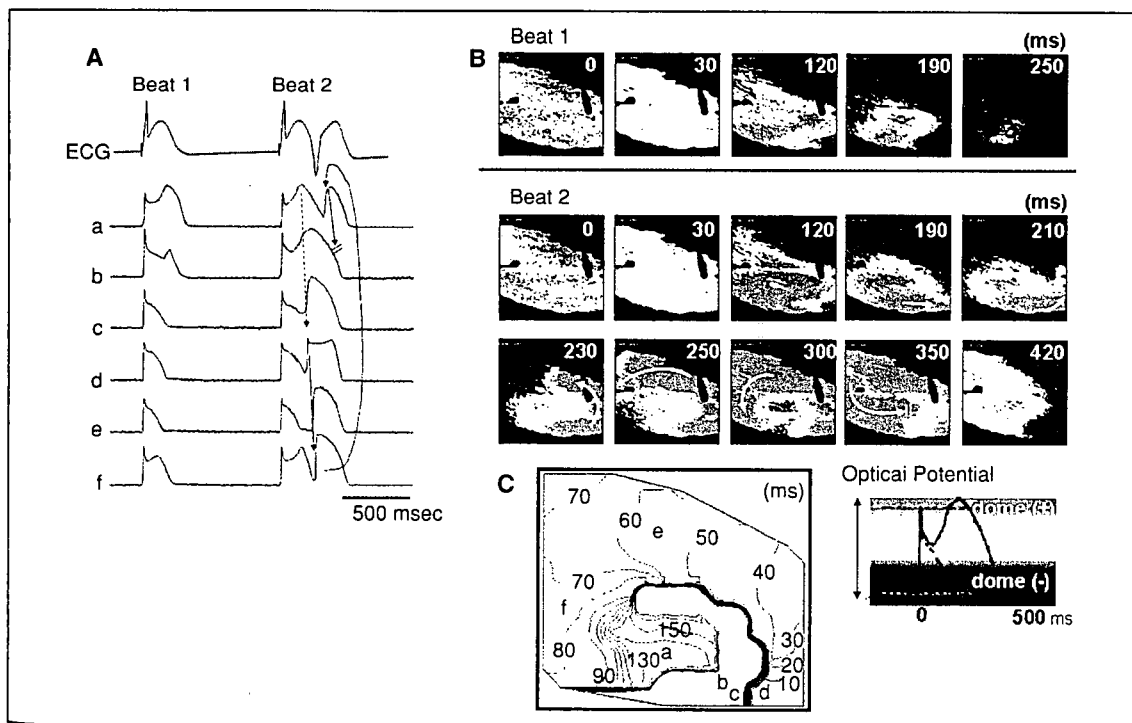 A
Beat 1 Beat 2
ECG
a
b
c
d
e
f
500 msec
B
Beat 1 (ms)
0 30 120 190 250
Beat 2 (ms)
0 30 120 190 210
230 250 300 350 420
C
(ms)
70
60 e 50
40
70
f
150
30
80 130 a 20
90 b 10
c d
Opticai Potential
dome (+)
dome (-)
0 500 ms